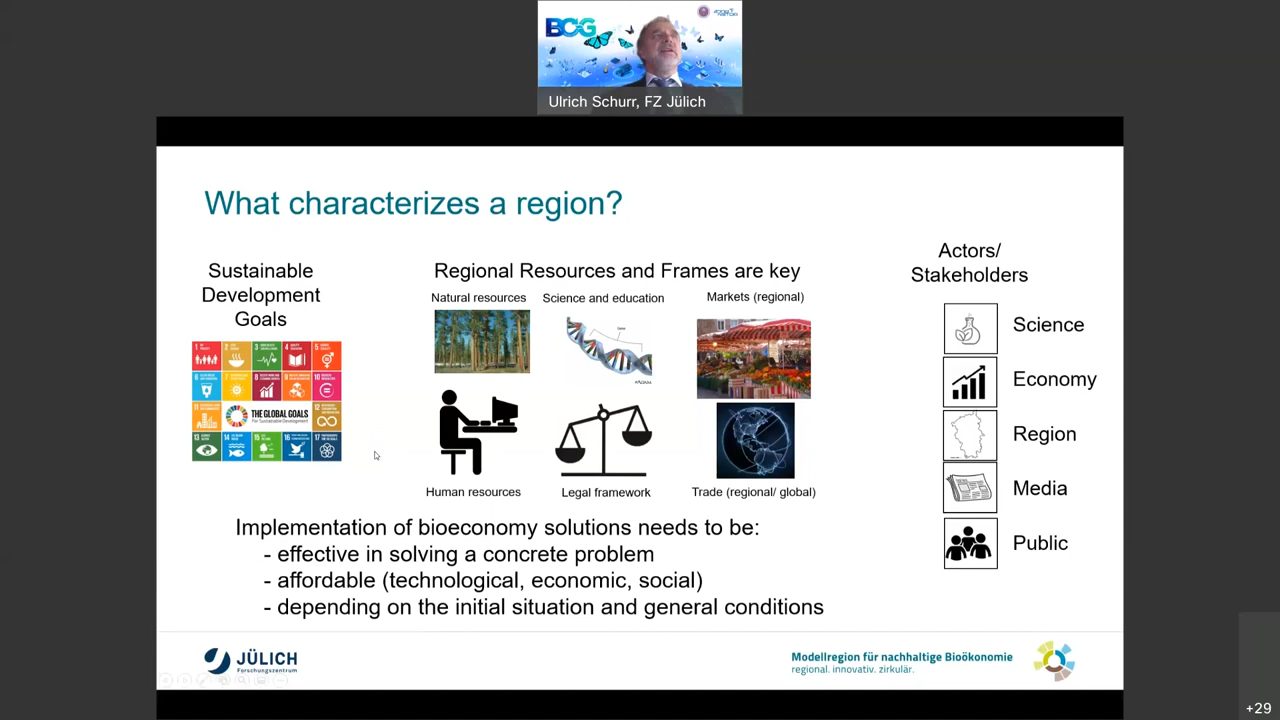 BCG
Ulrich Schurr, FZ Jülich
What characterizes a region?
Sustainable
Development
Goals
THE GLOBAL GOALS
For Sustainable Development
Regional Resources and Frames are key
Natural resources
Science and education
Markets (regional)
Human resources
Legal framework
Trade (regional/ global)
Actors/
Stakeholders
Science
Economy
Region
Media
Public
Implementation of bioeconomy solutions needs to be:
- effective in solving a concrete problem
- affordable (technological, economic, social)
- depending on the initial situation and general conditions
JÜLICH
Forschungszentrum
Modellregion für nachhaltige Bioökonomie
regional. innovativ. zirkulär.
+29